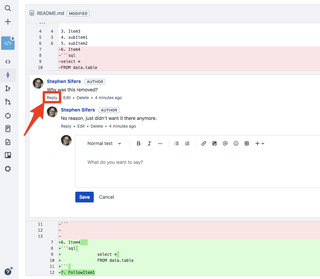 README.md MODIFIED
...
4 4 3. Item3
5 5 4. subItem1
6 6 5. subItem2
6 -6. Item4
8 -```sql
9 -select *
10 -FROM data.table
Stephen Sifers AUTHOR
Why was this removed?
Reply • Edit • Delete • 4 minutes ago
Stephen Sifers AUTHOR
No reason, just didn't want it there anymore.
Reply • Edit • Delete • 4 minutes ago
Normal text B I ...
What do you want to say?
Save Cancel
11 -```
12 -
13 -
7 +6. Item4
8 +```sql
9 + select *
10 + FROM data.table
11 +```
12 +7. FollowItem1